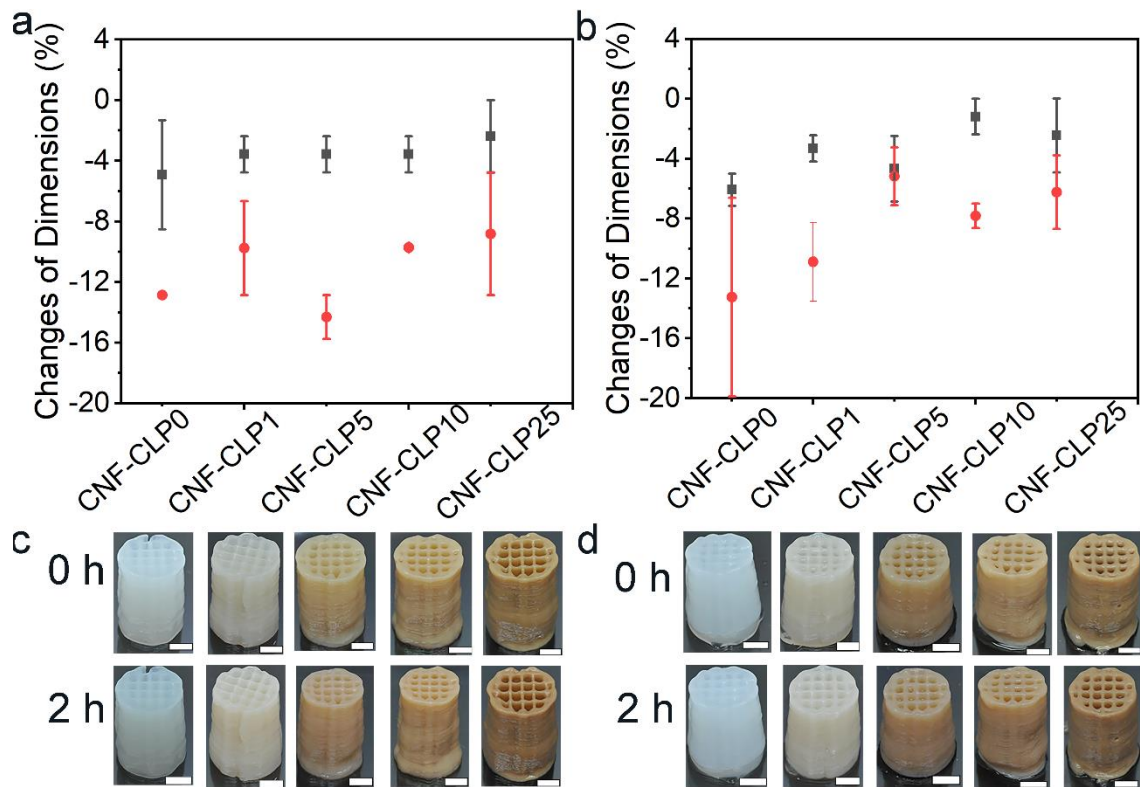 a
Changes of Dimensions (%)
4
0
-4
-8
-12
-16
-20
CNF-CLP0
CNF-CLP1
CNF-CLP5
CNF-CLP10
CNF-CLP25
b
Changes of Dimensions (%)
4
0
-4
-8
-12
-16
-20
CNF-CLP0
CNF-CLP1
CNF-CLP5
CNF-CLP10
CNF-CLP25
c
0 h
2 h
d
0 h
2 h